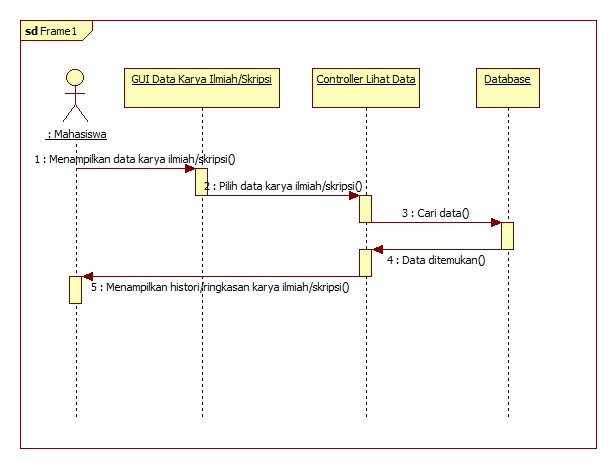 sd Frame1
GUI Data Karya Ilmiah/Skripsi
Controller Lihat Data
Database
: Mahasiswa
1 : Menampilkan data karya ilmiah/skripsi()
2 : Pilih data karya ilmiah/skripsi()
3 : Cari data()
4 : Data ditemukan()
5 : Menampilkan histori/ringkasan karya ilmiah/skripsi()